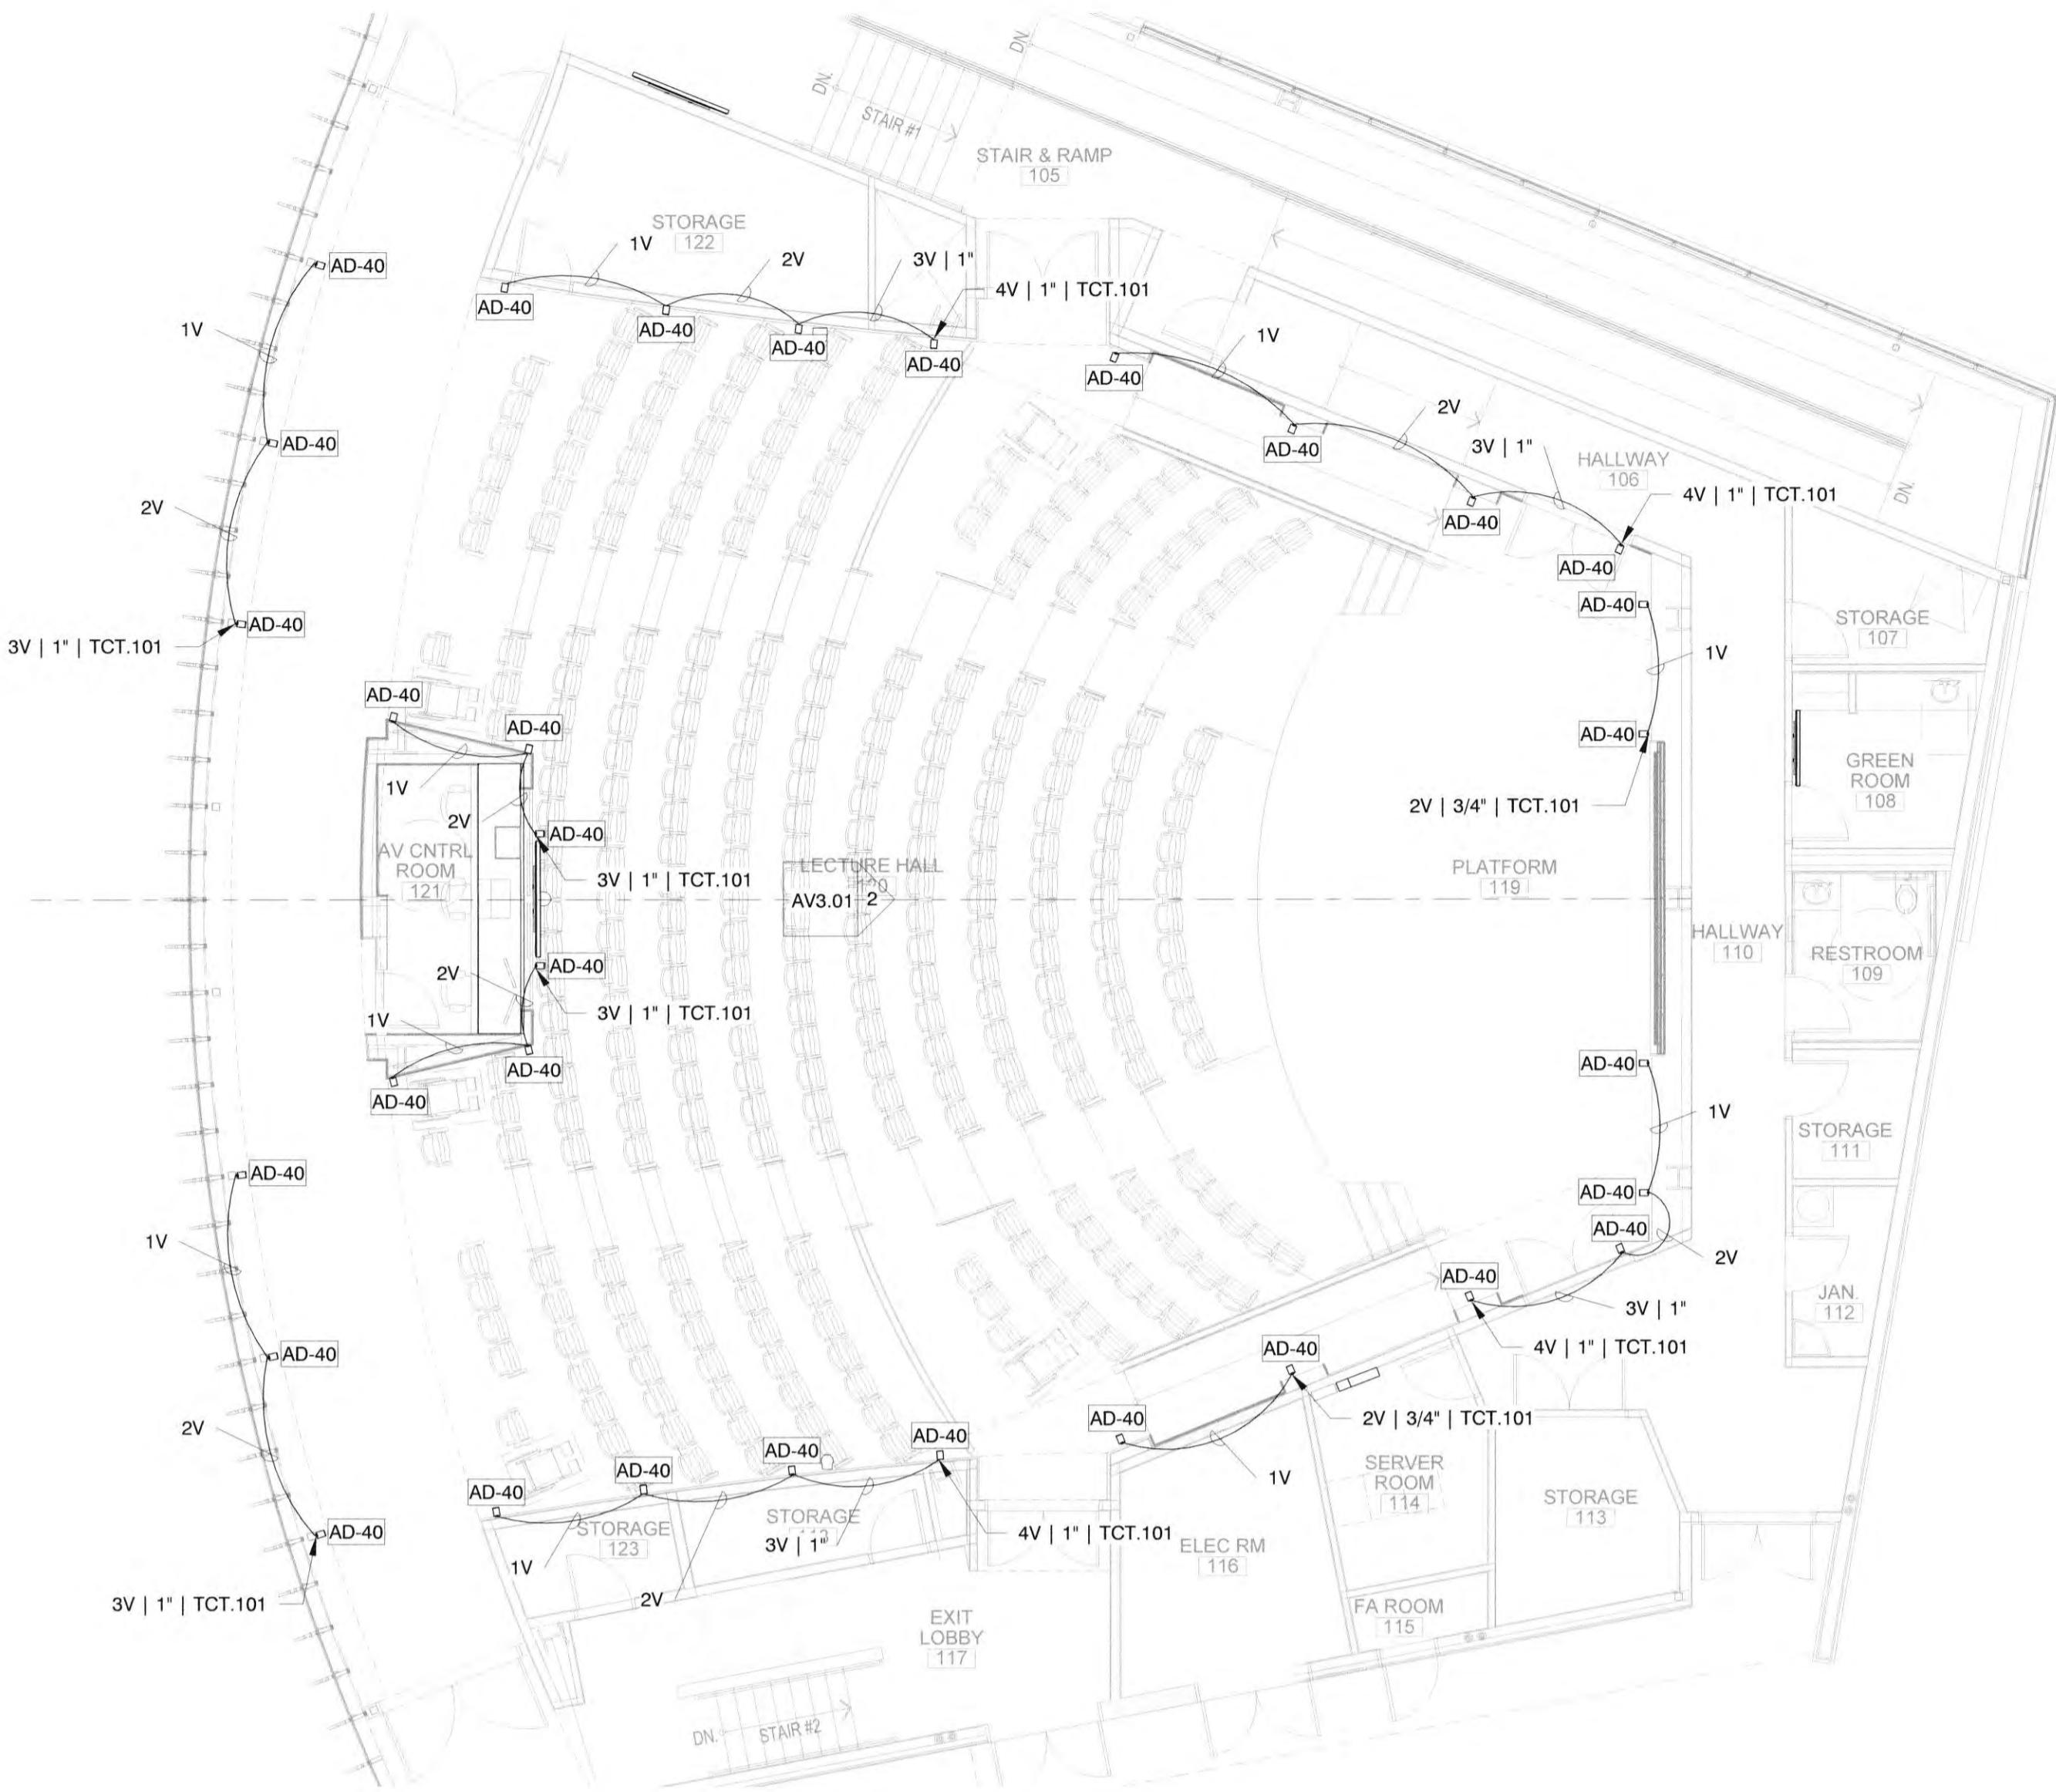 DN.
DN.
STAIR #1
STAIR & RAMP
105
STORAGE
122
1V
2V
3V | 1"
4V | 1" | TCT.101
AD-40
AD-40
AD-40
AD-40
AD-40
1V
AD-40
2V
AD-40
3V | 1" | TCT.101
AD-40
1V
AD-40
2V
AD-40
3V | 1"
AD-40
4V | 1" | TCT.101
AD-40
HALLWAY
106
DN.
AD-40
1V
AD-40
2V | 3/4" | TCT.101
STORAGE
107
GREEN
ROOM
108
AD-40
AD-40
1V
2V
AD-40
3V | 1" | TCT.101
AV CNTRL
ROOM
121
LECTURE HALL
AV3.01
2
PLATFORM
119
HALLWAY
110
RESTROOM
109
AD-40
2V
3V | 1" | TCT.101
1V
AD-40
AD-40
AD-40
1V
AD-40
AD-40
2V
3V | 1"
AD-40
4V | 1" | TCT.101
STORAGE
111
JAN.
112
AD-40
1V
AD-40
2V
AD-40
3V | 1" | TCT.101
AD-40
2V | 3/4" | TCT.101
AD-40
1V
AD-40
AD-40
AD-40
AD-40
4V | 1" | TCT.101
STORAGE
123
STORAGE
3V | 1"
1V
2V
SERVER
ROOM
114
STORAGE
113
ELEC RM
116
FA ROOM
115
EXIT
LOBBY
117
DN.
STAIR #2